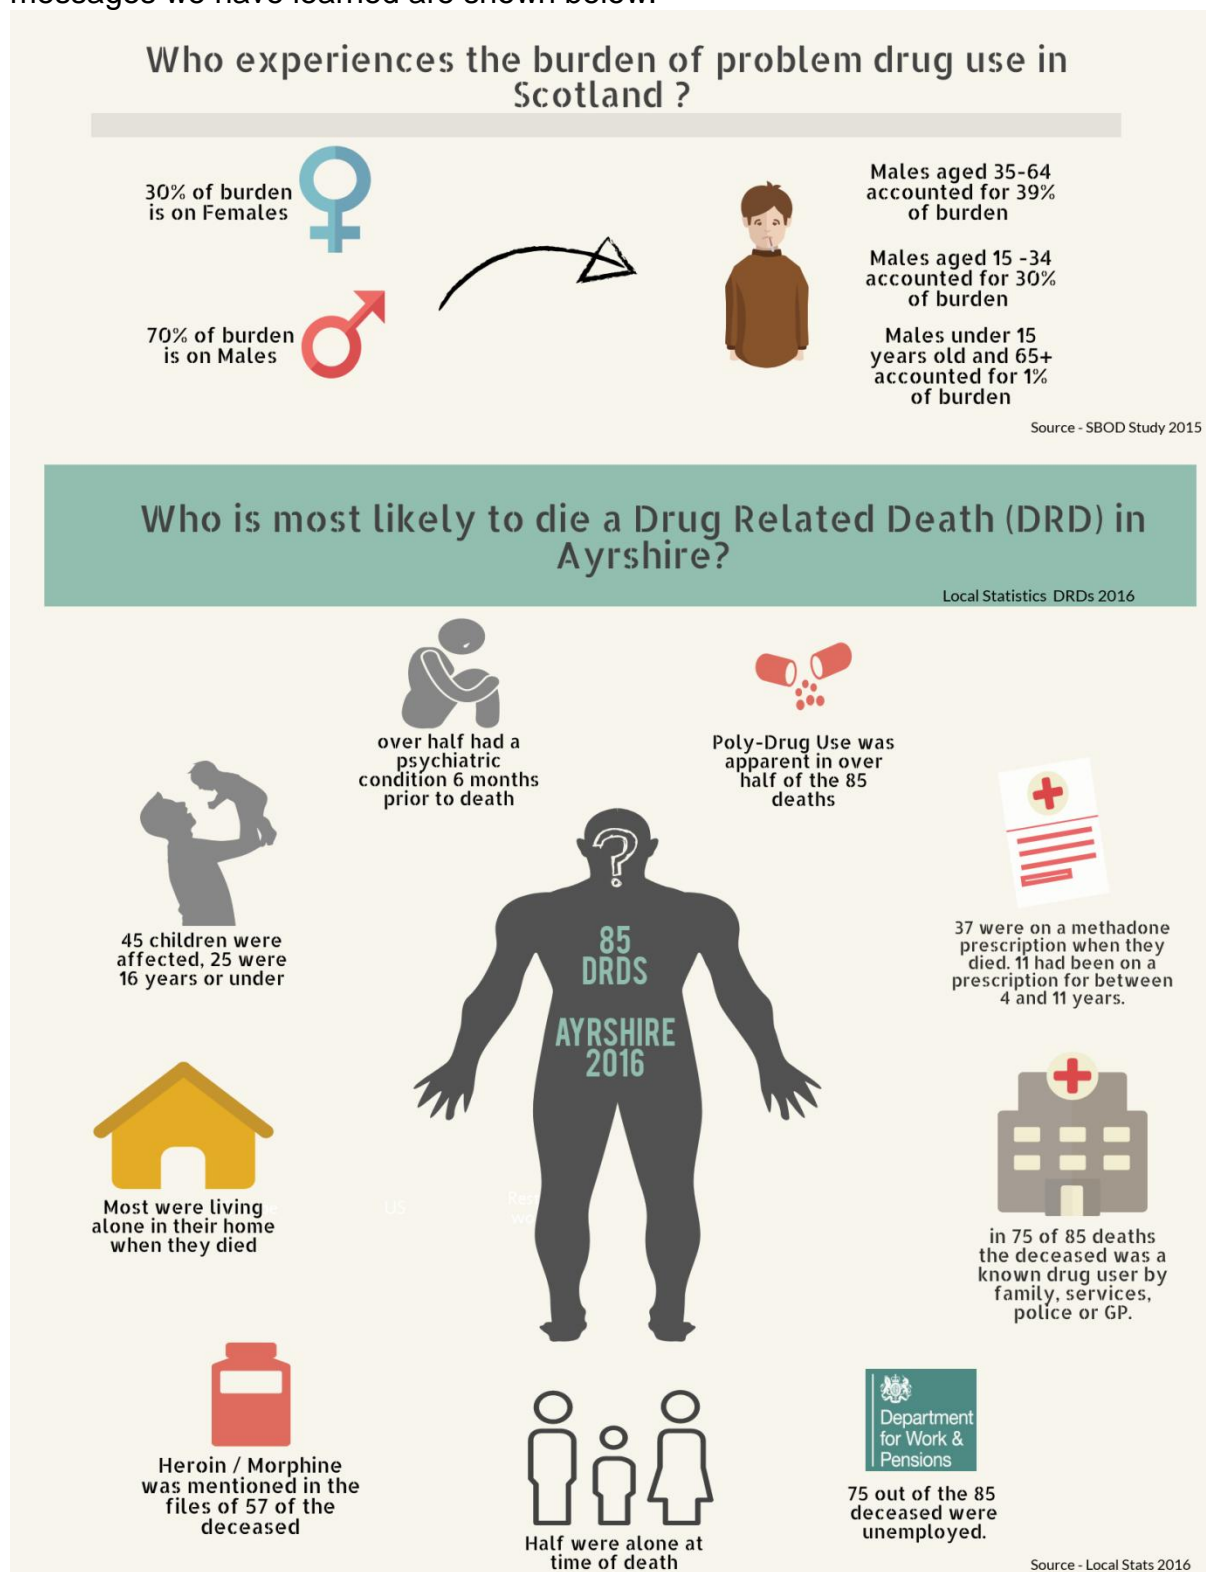 messages we have learned are shown below.
Who experiences the burden of problem drug use in
Scotland ?
30% of burden
is on Females
70% of burden
is on Males
Males aged 35-64
accounted for 39%
of burden
Males aged 15 -34
accounted for 30%
of burden
Males under 15
years old and 65+
accounted for 1%
of burden
Source - SBOD Study 2015
Who is most likely to die a Drug Related Death (DRD) in
Ayrshire?
Local Statistics DRDs 2016
over half had a
psychiatric
condition 6 months
prior to death
Poly-Drug Use was
apparent in over
half of the 85
deaths
45 children were
affected, 25 were
16 years or under
?
85
DRDS
AYRSHIRE
2016
37 were on a methadone
prescription when they
died. 11 had been on a
prescription for between
4 and 11 years.
Most were living
alone in their home
when they died
US
in 75 of 85 deaths
the deceased was a
known drug user by
family, services,
police or GP.
Heroin / Morphine
was mentioned in the
files of 57 of the
deceased
Half were alone at
time of death
Department
for Work &
Pensions
75 out of the 85
deceased were
unemployed.
Source - Local Stats 2016